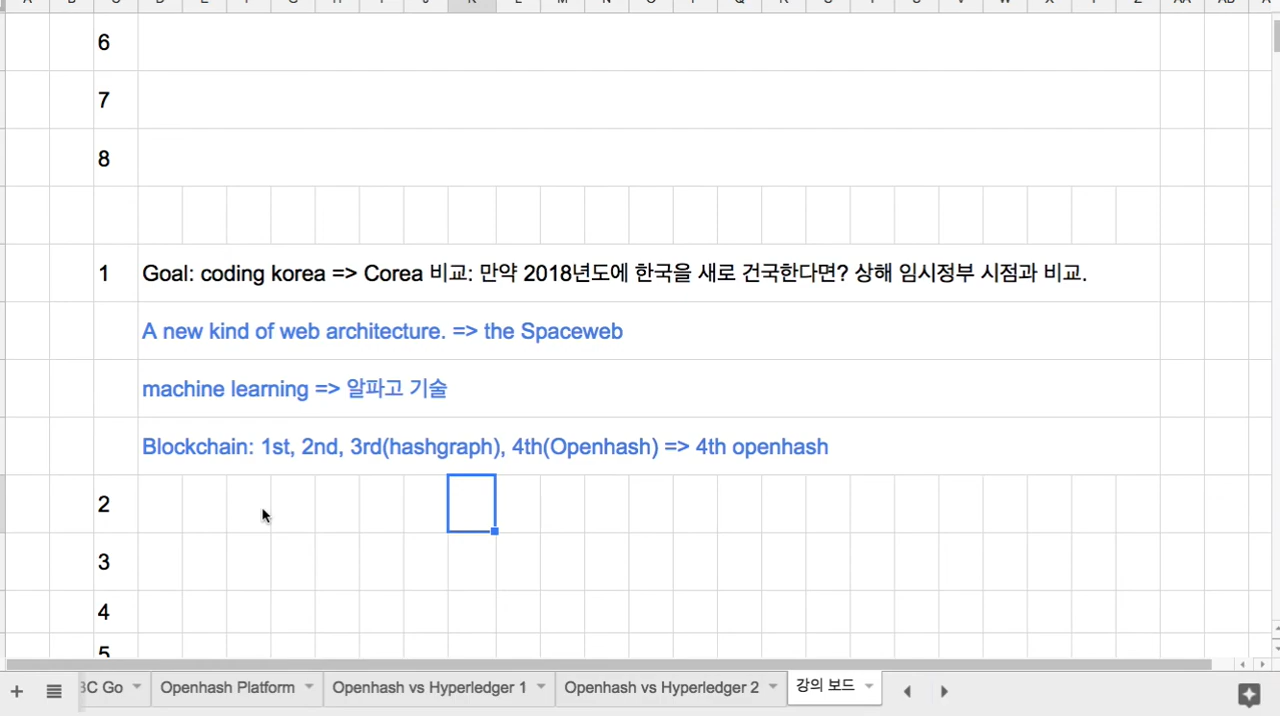 6
7
8
1 Goal: coding korea => Corea 비교: 만약 2018년도에 한국을 새로 건국한다면? 상해 임시정부 시점과 비교.
A new kind of web architecture. => the Spaceweb
machine learning => 알파고 기술
Blockchain: 1st, 2nd, 3rd(hashgraph), 4th(Openhash) => 4th openhash
2
3
4
5
Go Openhash Platform Openhash vs Hyperledger 1 Openhash vs Hyperledger 2 강의 보드